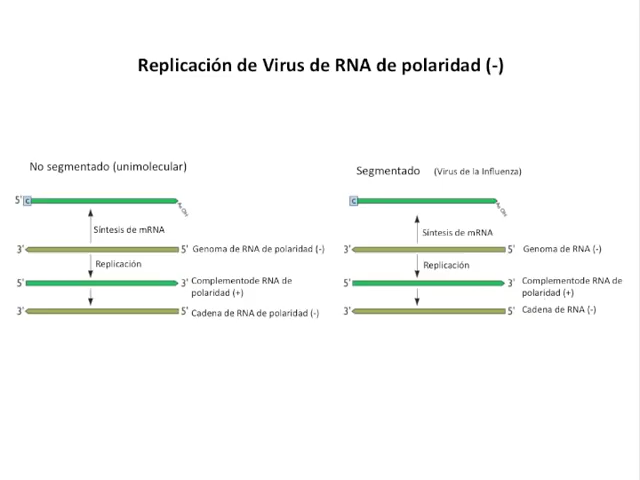 Replicación de Virus de RNA de polaridad (-)
No segmentado (unimolecular)
5' C
Síntesis de mRNA
3' 5' Genoma de RNA de polaridad (-)
Replicación
5' 3' Complementode RNA de
polaridad (+)
3' 5' Cadena de RNA de polaridad (-)
Segmentado (Virus de la Influenza)
C
Síntesis de mRNA
3' 5' Genoma de RNA (-)
Replicación
5' 3' Complementode RNA de
polaridad (+)
3' 5' Cadena de RNA (-)